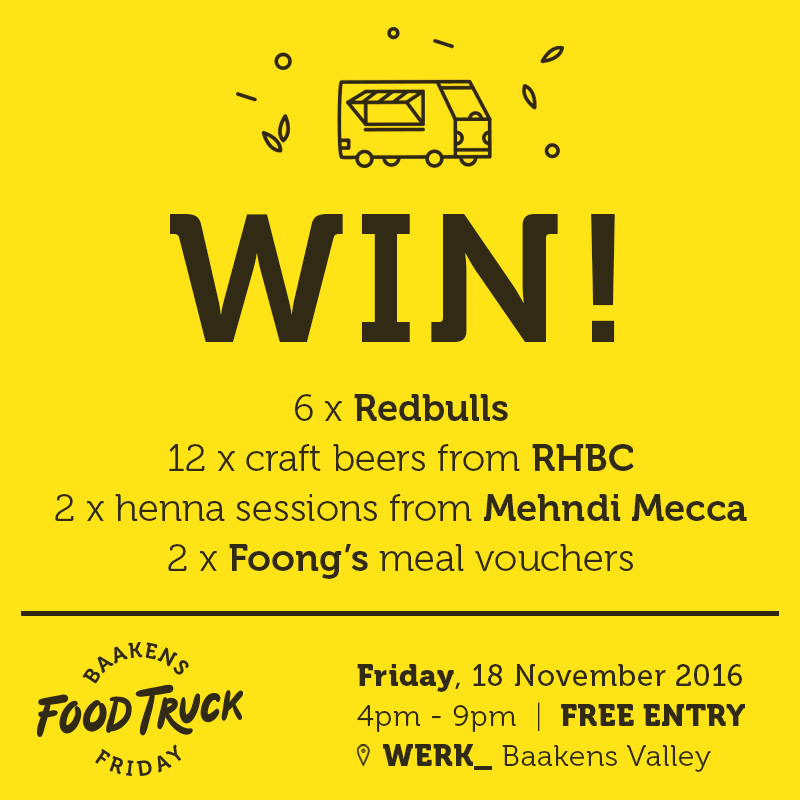 WIN!
6 x Redbulls
12 x craft beers from RHBC
2 x henna sessions from Mehndi Mecca
2 x Foong's meal vouchers
BAAKENS
FOOD TRUCK
FRIDAY
Friday, 18 November 2016
4pm - 9pm | FREE ENTRY
WERK_ Baakens Valley